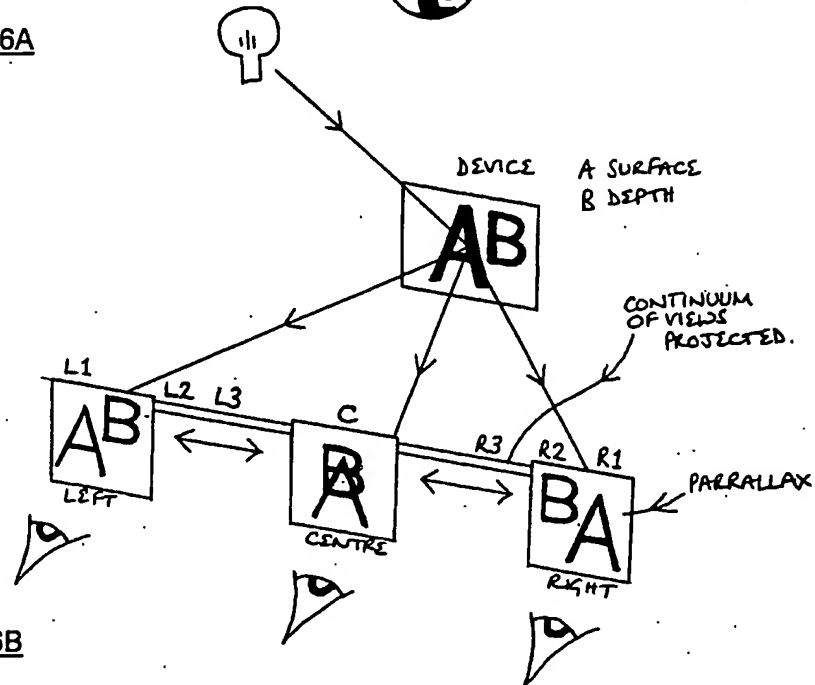 6A
DEVICE
A SURFACE
B DEPTH
AB
CONTINUUM
OF VIEWS
PROJECTED.
L1
L2 L3
C
R3
R2
R1
AB
LEFT
BA
CENTRE
BA
RIGHT
PARRALLAX
6B